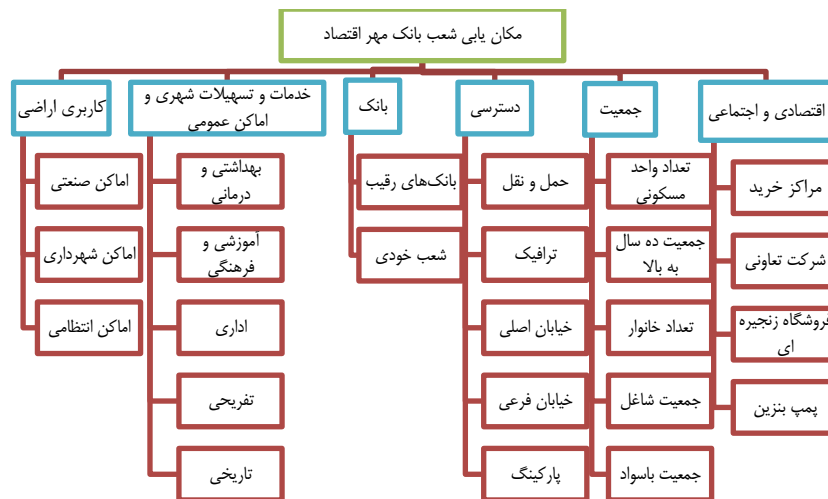 مکان یابی شعب بانک مهر اقتصاد
اقتصادی و اجتماعی
مراکز خرید
شرکت تعاونی
فروشگاه زنجیره
ای
پمپ بنزین
جمعیت
تعداد واحد
مسکونی
جمعیت ده سال
به بالا
تعداد خانوار
جمعیت شاغل
جمعیت باسواد
دسترسی
حمل و نقل
ترافیک
خیابان اصلی
خیابان فرعی
پارکینگ
بانک
بانک‌های رقیب
شعب خودی
خدمات و تسهیلات شهری و
اماکن عمومی
بهداشتی و
درمانی
آموزشی و
فرهنگی
اداری
تفریحی
تاریخی
کاربری اراضی
اماکن صنعتی
اماکن شهرداری
اماکن انتظامی